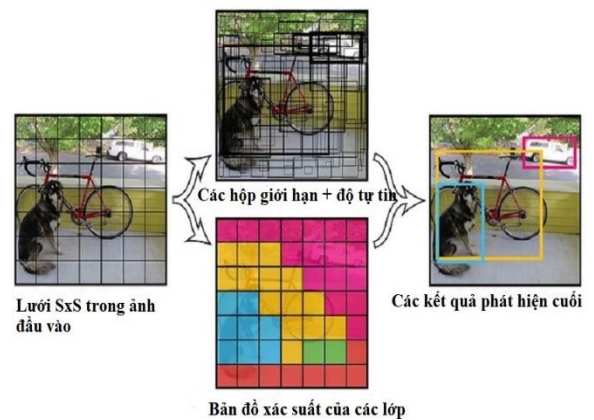 Các hộp giới hạn + độ tự tin
Lưới SxS trong ảnh
đầu vào
Các kết quả phát hiện cuối
Bản đồ xác suất của các lớp